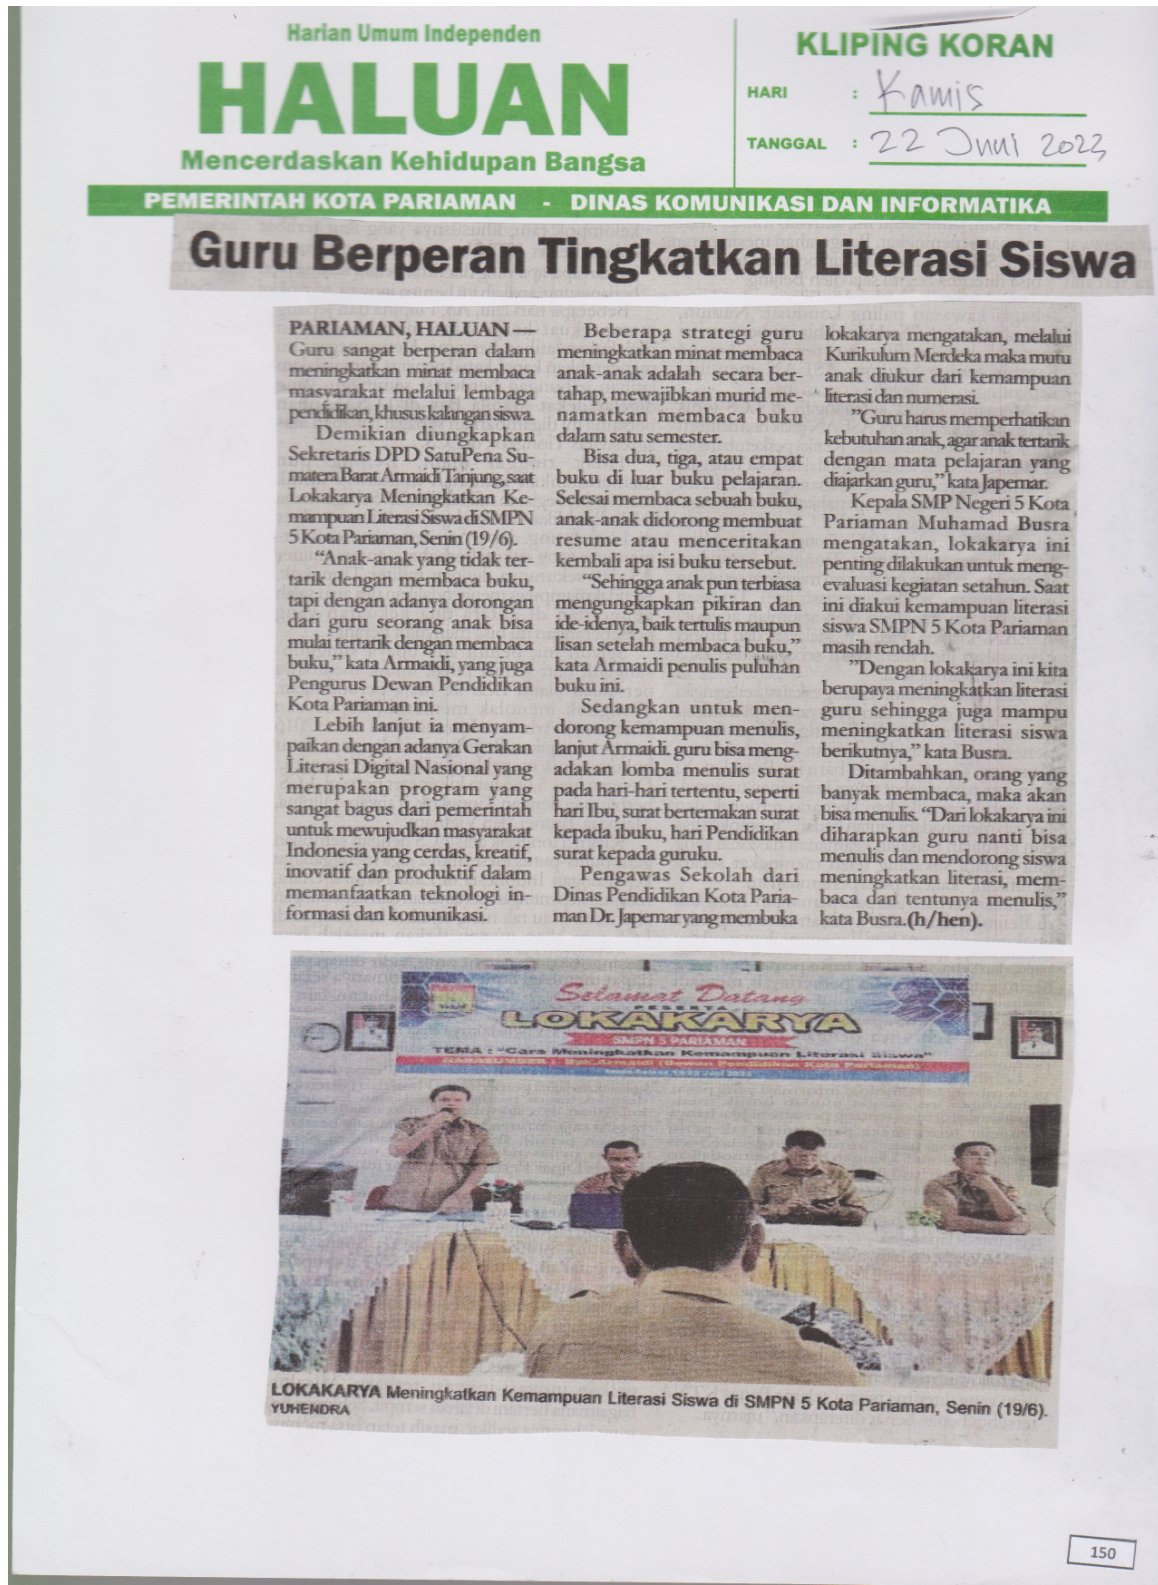 Harian Umum Independen
HALUAN
Mencerdaskan Kehidupan Bangsa
KLIPING KORAN
HARI : Kamis
TANGGAL : 22 Juni 2023
PEMERINTAH KOTA PARIAMAN - DINAS KOMUNIKASI DAN INFORMATIKA
Guru Berperan Tingkatkan Literasi Siswa
PARIAMAN, HALUAN —
Guru sangat berperan dalam
meningkatkan minat membaca
masyarakat melalui lembaga
pendidikan, khusus kalangan siswa.
Demikian diungkapkan
Sekretaris DPD SatuPena Su-
matera Barat Armaidi Tanjung, saat
Lokakarya Meningkatkan Ke-
mampuan Literasi Siswa di SMPN
5 Kota Pariaman, Senin (19/6).
“Anak-anak yang tidak ter-
tarik dengan membaca buku,
tapi dengan adanya dorongan
dari guru seorang anak bisa
mulai tertarik dengan membaca
buku,” kata Armaidi, yang juga
Pengurus Dewan Pendidikan
Kota Pariaman ini.
Lebih lanjut ia menyam-
paikan dengan adanya Gerakan
Literasi Digital Nasional yang
merupakan program yang
sangat bagus dari pemerintah
untuk mewujudkan masyarakat
Indonesia yang cerdas, kreatif,
inovatif dan produktif dalam
memanfaatkan teknologi in-
formasi dan komunikasi.
Beberapa strategi guru
meningkatkan minat membaca
anak-anak adalah secara ber-
tahap, mewajibkan murid me-
namatkan membaca buku
dalam satu semester.
Bisa dua, tiga, atau empat
buku di luar buku pelajaran.
Selesai membaca sebuah buku,
anak-anak didorong membuat
resume atau menceritakan
kembali apa isi buku tersebut.
“Sehingga anak pun terbiasa
mengungkapkan pikiran dan
ide-idenya, baik tertulis maupun
lisan setelah membaca buku,”
kata Armaidi penulis puluhan
buku ini.
Sedangkan untuk men-
dorong kemampuan menulis,
lanjut Armaidi. guru bisa meng-
adakan lomba menulis surat
pada hari-hari tertentu, seperti
hari Ibu, surat bertemakan surat
kepada ibuku, hari Pendidikan
surat kepada guruku.
Pengawas Sekolah dari
Dinas Pendidikan Kota Paria-
man Dr. Japemar yang membuka
lokakarya mengatakan, melalui
Kurikulum Merdeka maka mutu
anak diukur dari kemampuan
literasi dan numerasi.
”Guru harus memperhatikan
kebutuhan anak, agar anak tertarik
dengan mata pelajaran yang
diajarkan guru,” kata Japemar.
Kepala SMP Negeri 5 Kota
Pariaman Muhamad Busra
mengatakan, lokakarya ini
penting dilakukan untuk meng-
evaluasi kegiatan setahun. Saat
ini diakui kemampuan literasi
siswa SMPN 5 Kota Pariaman
masih rendah.
”Dengan lokakarya ini kita
berupaya meningkatkan literasi
guru sehingga juga mampu
meningkatkan literasi siswa
berikutnya,” kata Busra.
Ditambahkan, orang yang
banyak membaca, maka akan
bisa menulis. “Dari lokakarya ini
diharapkan guru nanti bisa
menulis dan mendorong siswa
meningkatkan literasi, mem-
baca dan tentunya menulis,”
kata Busra.(h/hen).
Selamat Datang
PESERTA
LOKAKARYA
SMPN 5 PARIAMAN
TEMA : "Cara Meningkatkan Kemampuan Literasi Siswa"
(Dewan Pendidikan Kota Pariaman)
LOKAKARYA Meningkatkan Kemampuan Literasi Siswa di SMPN 5 Kota Pariaman, Senin (19/6).
YUHENDRA
150